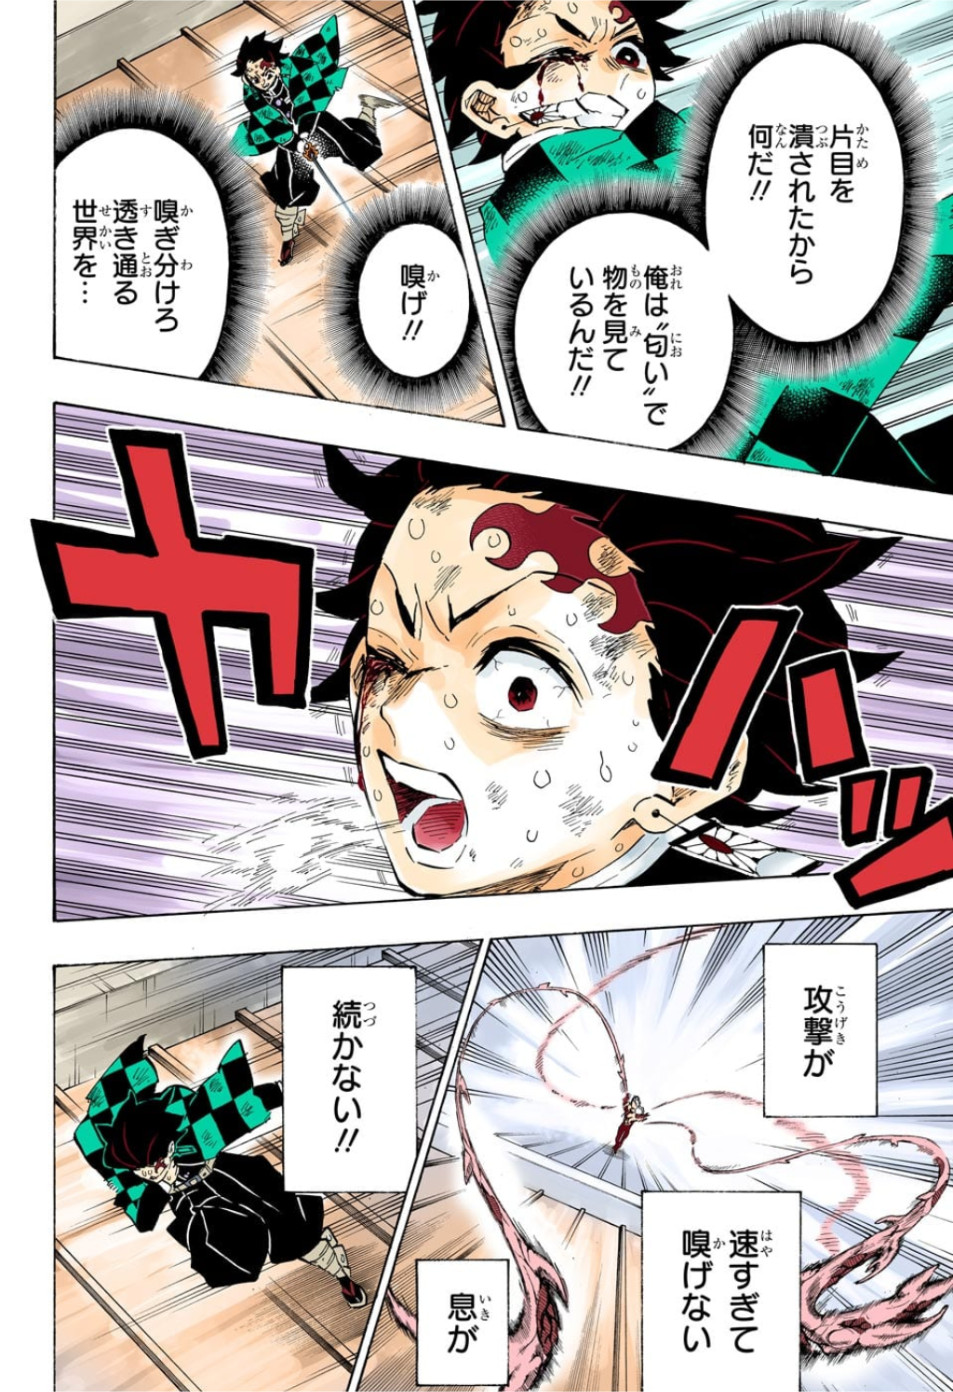 片目を
潰されたから
何だ!!
俺は〝匂い〟で
物を見て
いるんだ!!
嗅げ!!
嗅ぎ分けろ
透き通る
世界を…
カハッ
攻撃が
速すぎて
嗅げない
息が
続かない!!